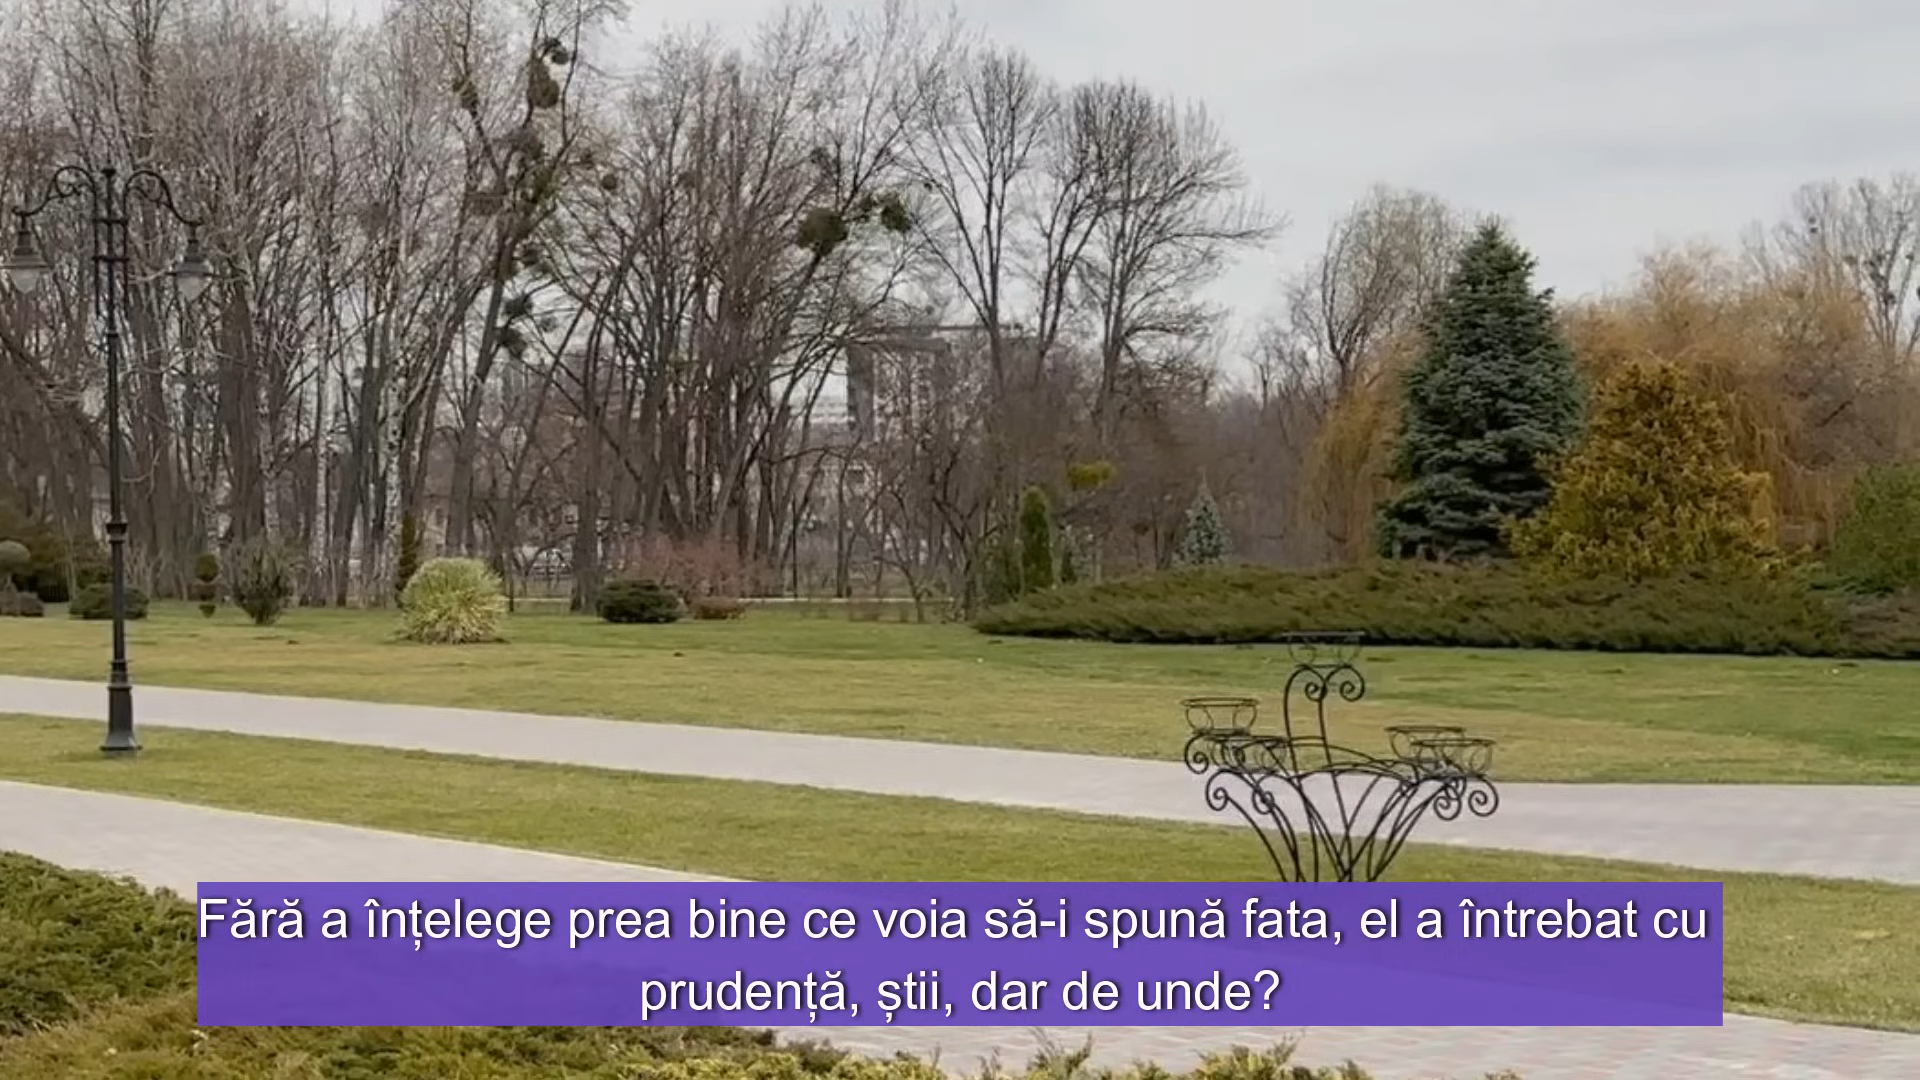 Fără a înțelege prea bine ce voia să-i spună fata, el a întrebat cu
prudență, știi, dar de unde?